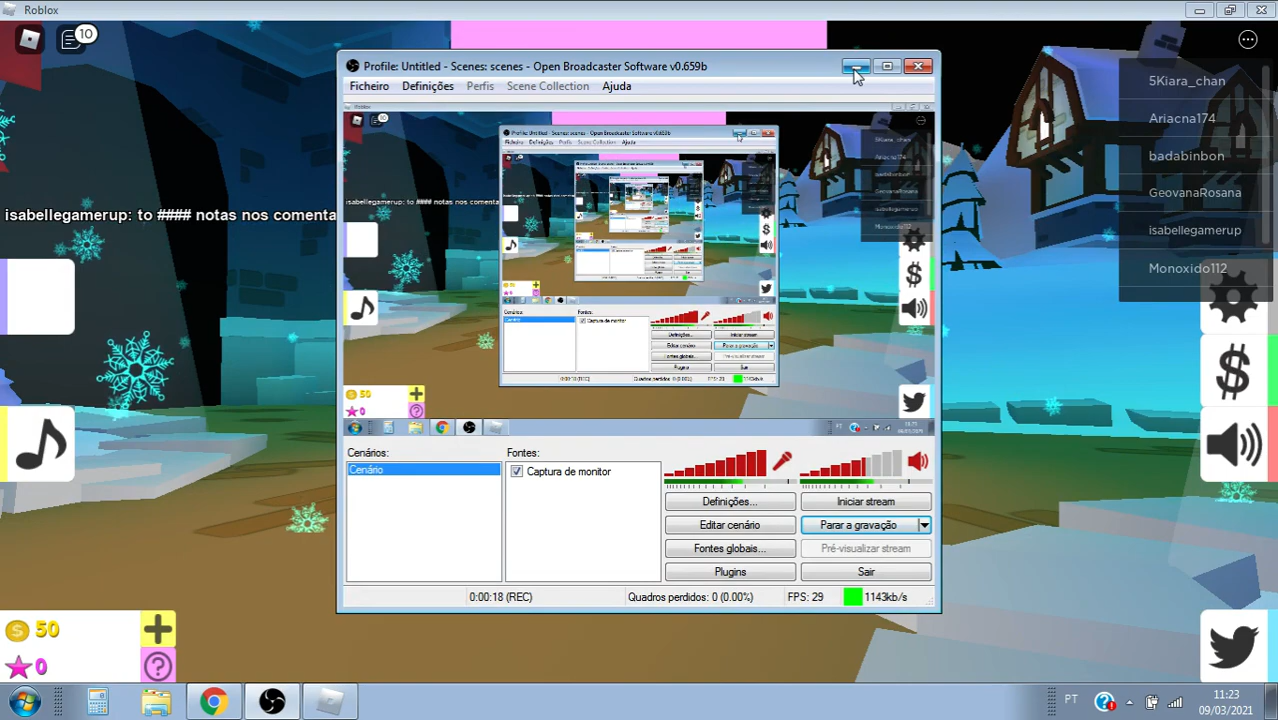 Roblox
10
Profile: Untitled - Scenes: scenes - Open Broadcaster Software v0.659b
Ficheiro Definições Perfis Scene Collection Ajuda
5Kiara_chan
Ariacna174
badabinbon
GeovanaRosana
isabellegamerup
Monoxido112
isabellegamerup: to #### notas nos comenta
Cenários:
Cenário
Fontes:
Captura de monitor
Definições...
Iniciar stream
Editar cenário
Parar a gravação
Fontes globais...
Pré-visualizar stream
Plugins
Sair
0:00:18 (REC)
Quadros perdidos: 0 (0.00%)
FPS: 29
1143kb/s
50
0
PT
11:23
09/03/2021